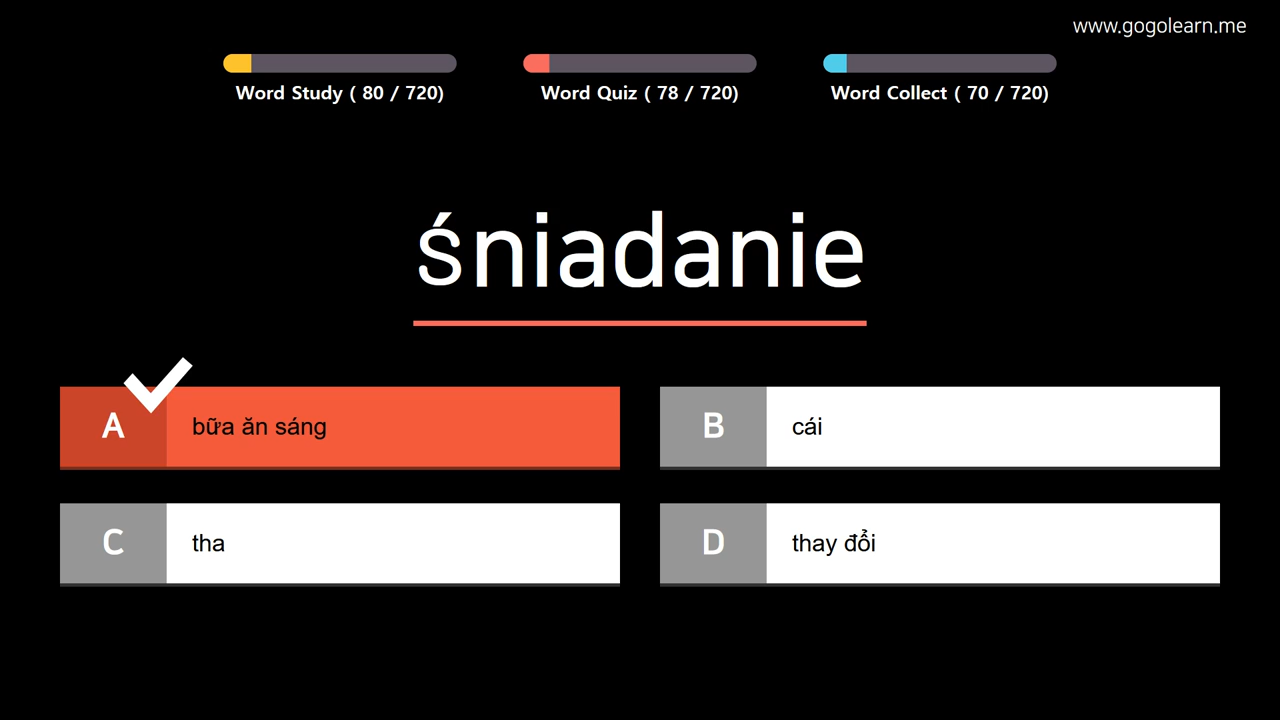 www.gogolearn.me
Word Study ( 80 / 720)
Word Quiz ( 78 / 720)
Word Collect ( 70 / 720)
śniadanie
A
bữa ăn sáng
B
cái
C
tha
D
thay đổi